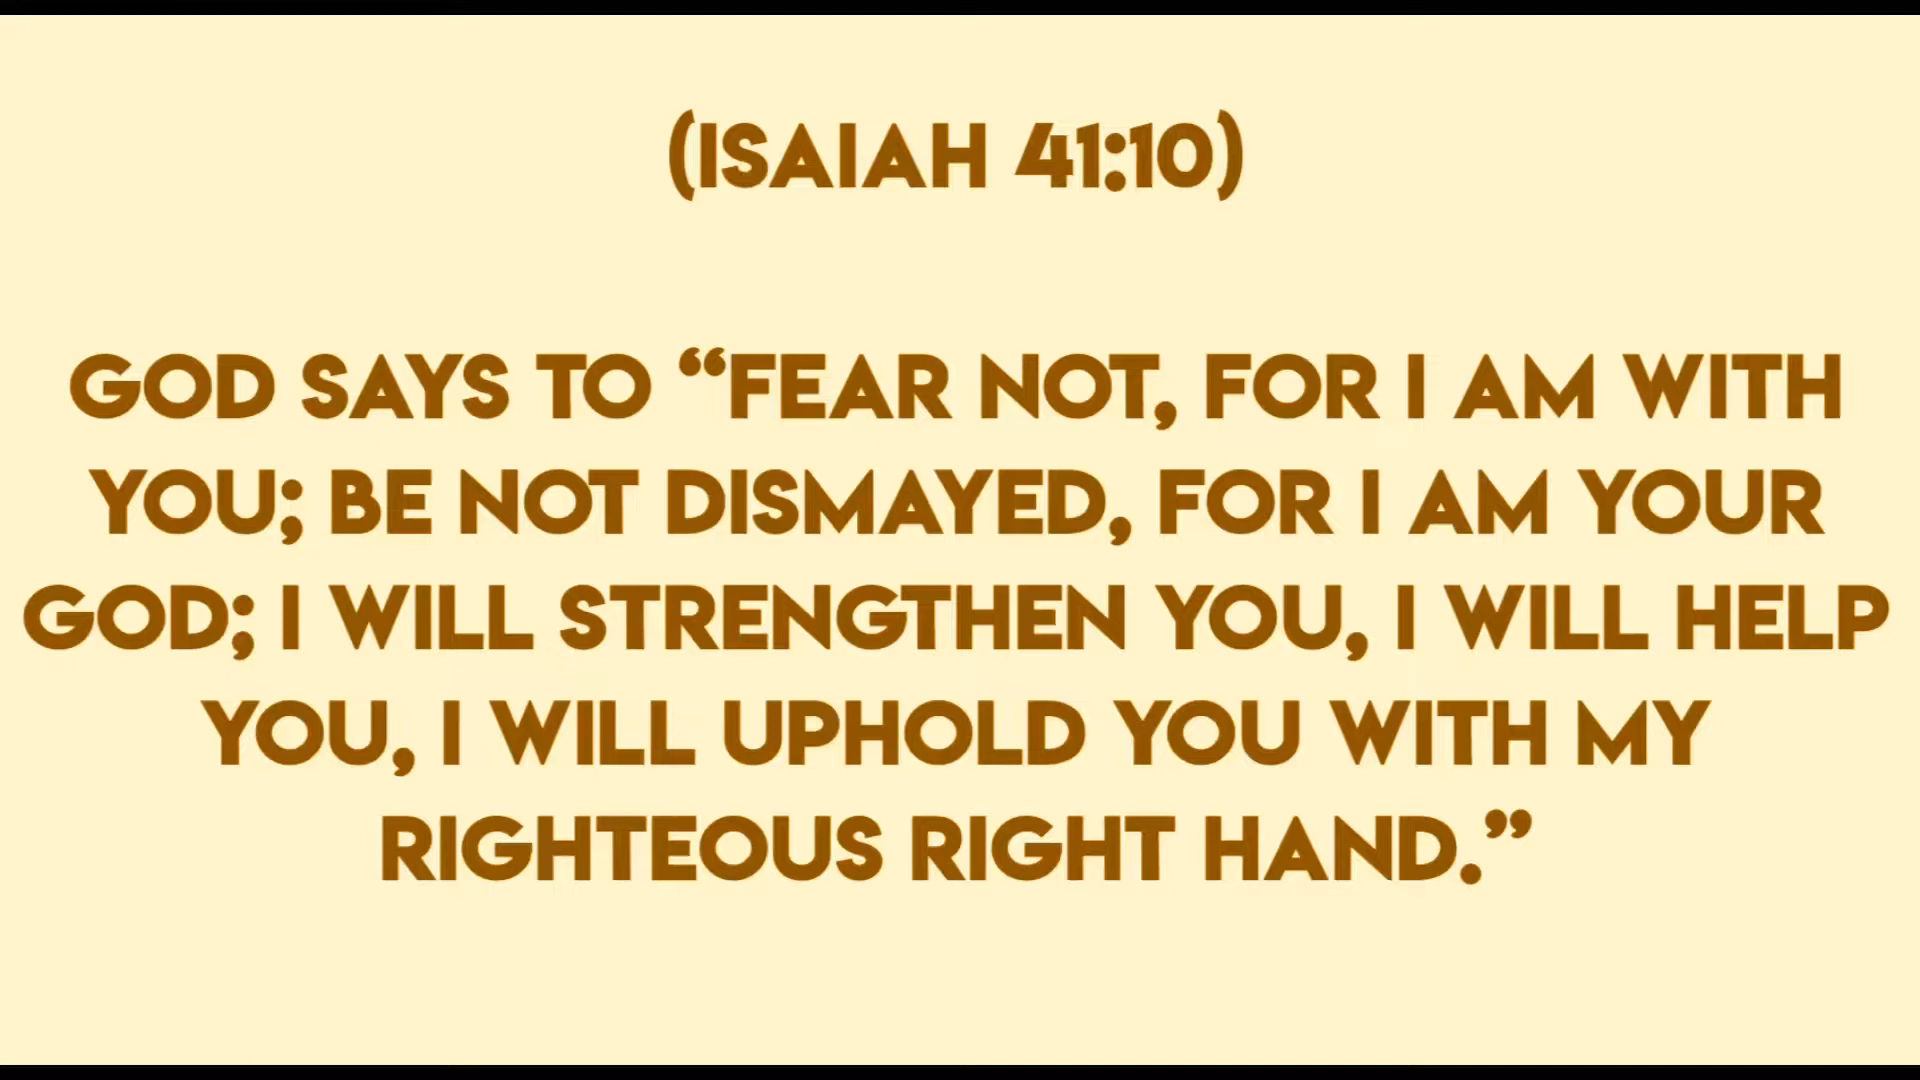 (ISAIAH 41:10)
GOD SAYS TO “FEAR NOT, FOR I AM WITH
YOU; BE NOT DISMAYED, FOR I AM YOUR
GOD; I WILL STRENGTHEN YOU, I WILL HELP
YOU, I WILL UPHOLD YOU WITH MY
RIGHTEOUS RIGHT HAND.”